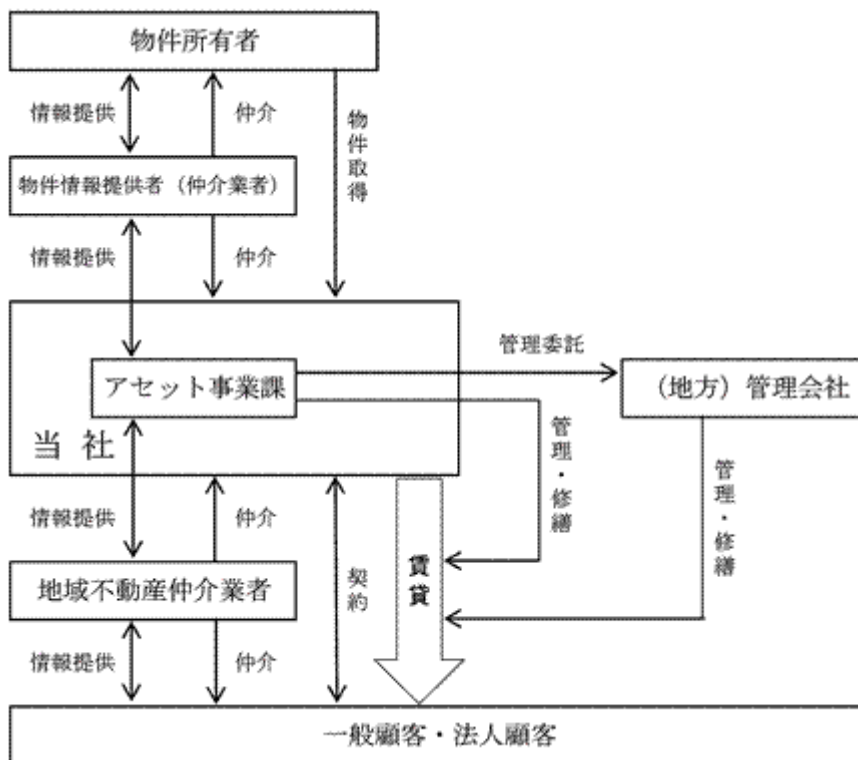 物件所有者
情報提供
仲介
物件取得
物件情報提供者（仲介業者）
情報提供
仲介
管理委託
アセット事業課
（地方）管理会社
当 社
管理・修繕
管理・修繕
情報提供
仲介
契約
賃貸
地域不動産仲介業者
情報提供
仲介
一般顧客・法人顧客